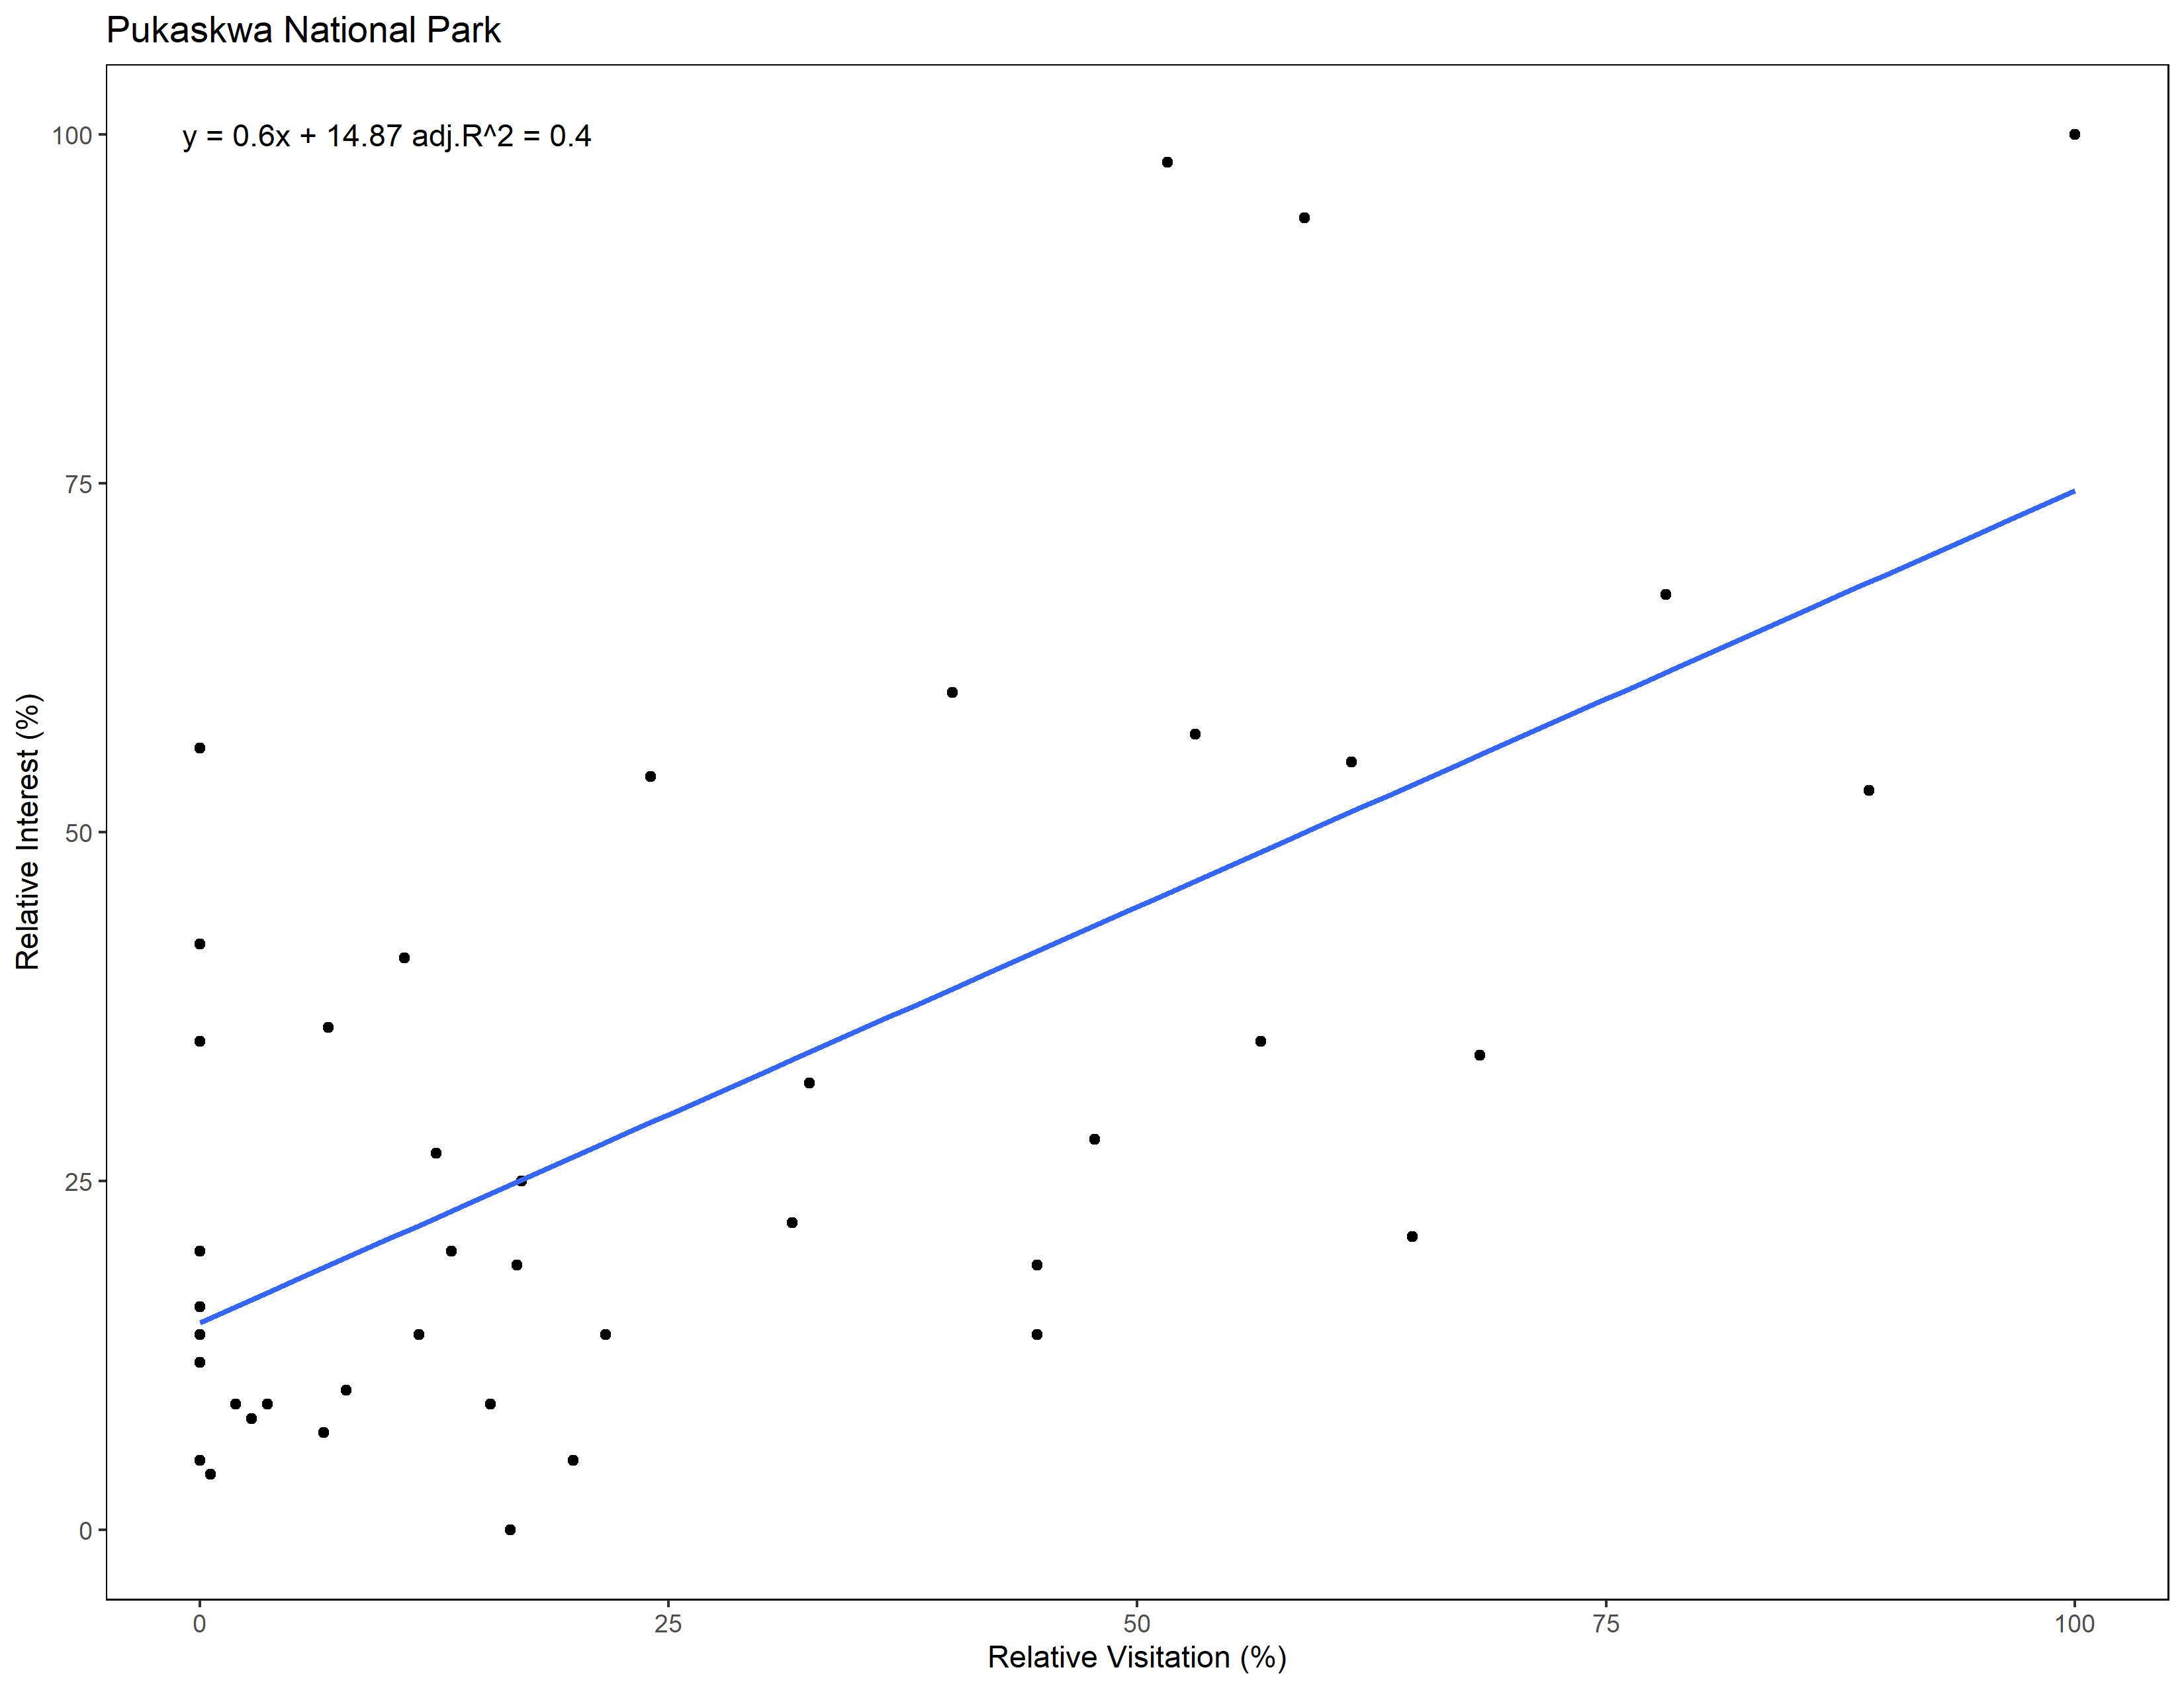 Pukaskwa National Park
y = 0.6x + 14.87 adj.R^2 = 0.4
100
75
50
25
0
Relative Interest (%)
0 25 50 75 100
Relative Visitation (%)